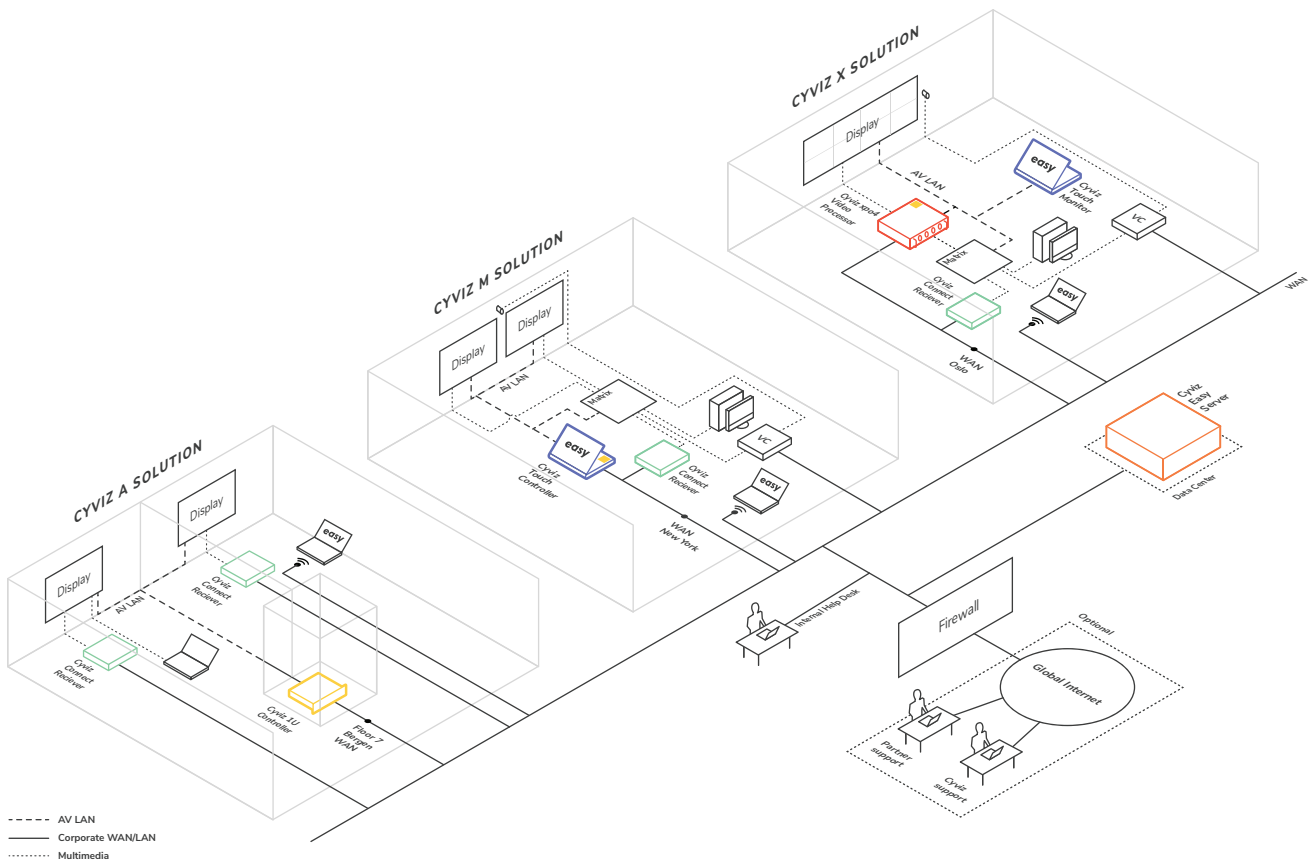 CYVIZ X SOLUTION
Display
AV LAN
easy
Cyviz
Touch
Monitor
Cyviz xpo4
Video
Processor
VC
Matrix
Cyviz
Connect
Reciever
easy
WAN
WAN
Oslo
CYVIZ M SOLUTION
Display
Display
AV LAN
Matrix
easy
Cyviz
Touch
Controller
VC
Cyviz
Connect
Reciever
easy
WAN
New York
Cyviz
Easy
Server
Data Center
CYVIZ A SOLUTION
Display
Display
AV LAN
easy
Cyviz
Connect
Reciever
Cyviz
Connect
Reciever
Cyviz 1U
Controller
Floor 7
Bergen
WAN
Internal Help Desk
Firewall
Optional
Global Internet
Partner
support
Cyviz
support
AV LAN
Corporate WAN/LAN
Multimedia